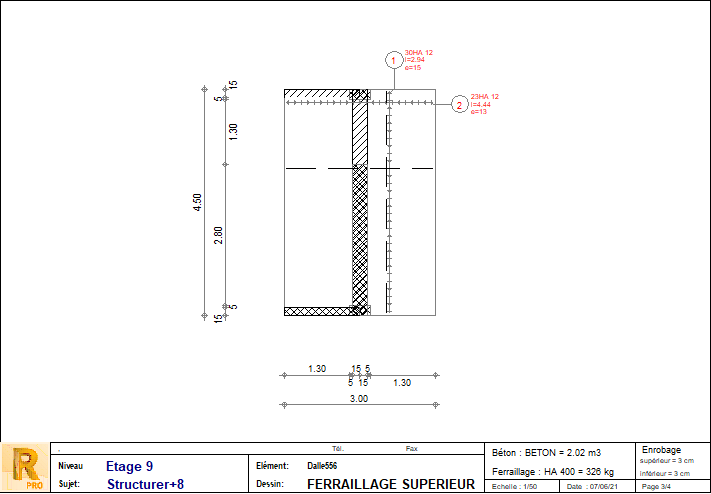 30HA 12
1
l=2.94
e=15
23HA 12
2
l=4.44
e=13
15
5
1.30
4.50
2.80
5
15
1.30
15 5
5 15
1.30
3.00
.
Tél.
Fax
Niveau
Etage 9
Sujet:
Structurer+8
Elément:
Dalle556
Dessin:
FERRAILLAGE SUPERIEUR
Béton : BETON = 2.02 m3
Ferraillage : HA 400 = 326 kg
Echelle : 1/50
Date : 07/06/21
Enrobage
supérieure = 3 cm
inférieure = 3 cm
Page 3/4
R
PRO